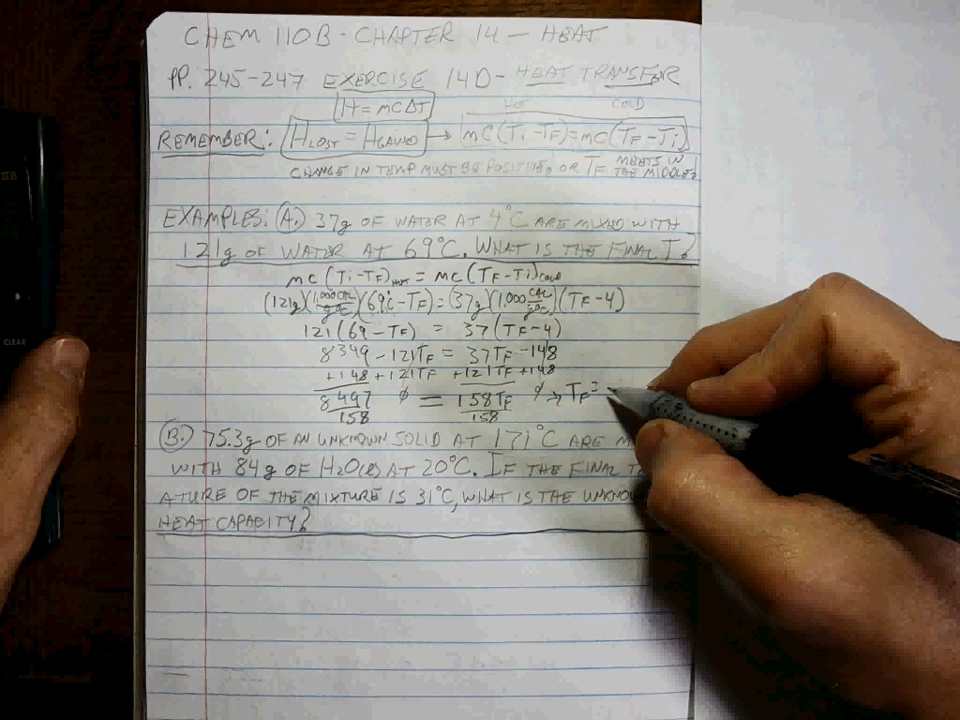 CHEM 110B - CHAPTER 14 - HEAT
PP. 245-247 EXERCISE 14D - HEAT TRANSFER
H = mCΔT HOT COLD
REMEMBER: H LOST = H GAINED → mC(Ti - TF) = mC(TF - Ti)
CHANGE IN TEMP MUST BE POSITIVE, OR TF MEETS IN THE MIDDLE!
EXAMPLES: (A.) 37g OF WATER AT 4°C ARE MIXED WITH
121g OF WATER AT 69°C. WHAT IS THE FINAL T?
mC(Ti - TF)HOT = mC(TF - Ti)COLD
(121g)(1.000 CAL/g°C)(69°C - TF) = (37g)(1.000 CAL/g°C)(TF - 4)
121(69 - TF) = 37(TF - 4)
8349 - 121TF = 37TF - 148
+148 + 121TF +121TF +148
8497 ϕ = 158TF ϕ → TF =
158 158
(B.) 75.3g OF AN UNKNOWN SOLID AT 171°C ARE
WITH 84g OF H2O(l) AT 20°C. IF THE FINAL
ATURE OF THE MIXTURE IS 31°C, WHAT IS THE
HEAT CAPACITY?
CLEAR